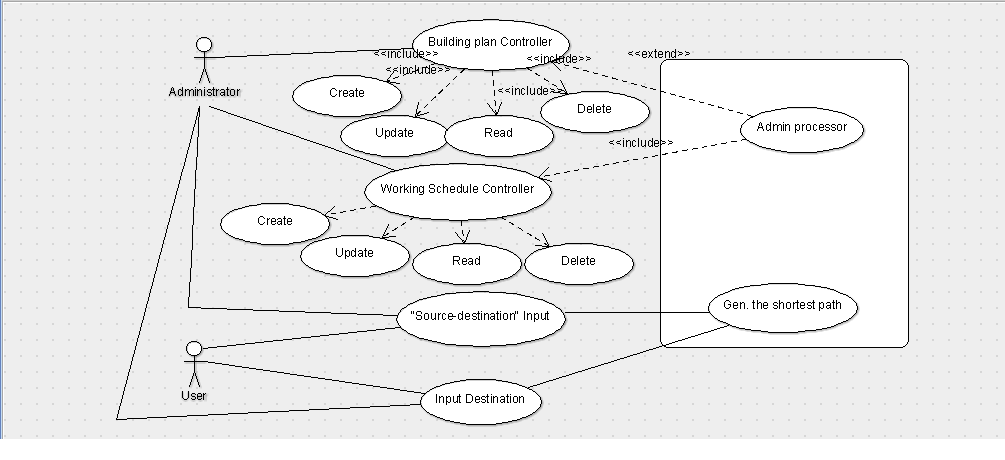 Building plan Controller
<<include>>
<<include>>
<<extend>>
<<include>>
Administrator
Create
<<include>>
Delete
Update
Read
Admin processor
<<include>>
Working Schedule Controller
Create
Update
Read
Delete
Gen. the shortest path
"Source-destination" Input
User
Input Destination